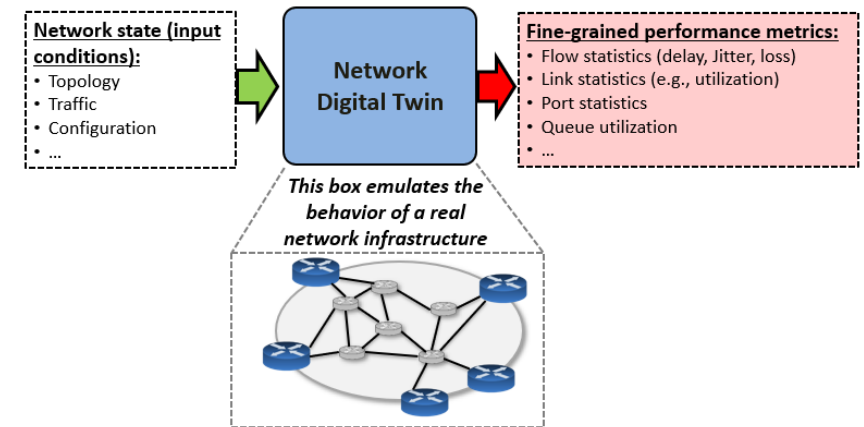 Network state (input
conditions):
• Topology
• Traffic
• Configuration
• ...
Network
Digital Twin
Fine-grained performance metrics:
• Flow statistics (delay, Jitter, loss)
• Link statistics (e.g., utilization)
• Port statistics
• Queue utilization
• ...
This box emulates the
behavior of a real
network infrastructure